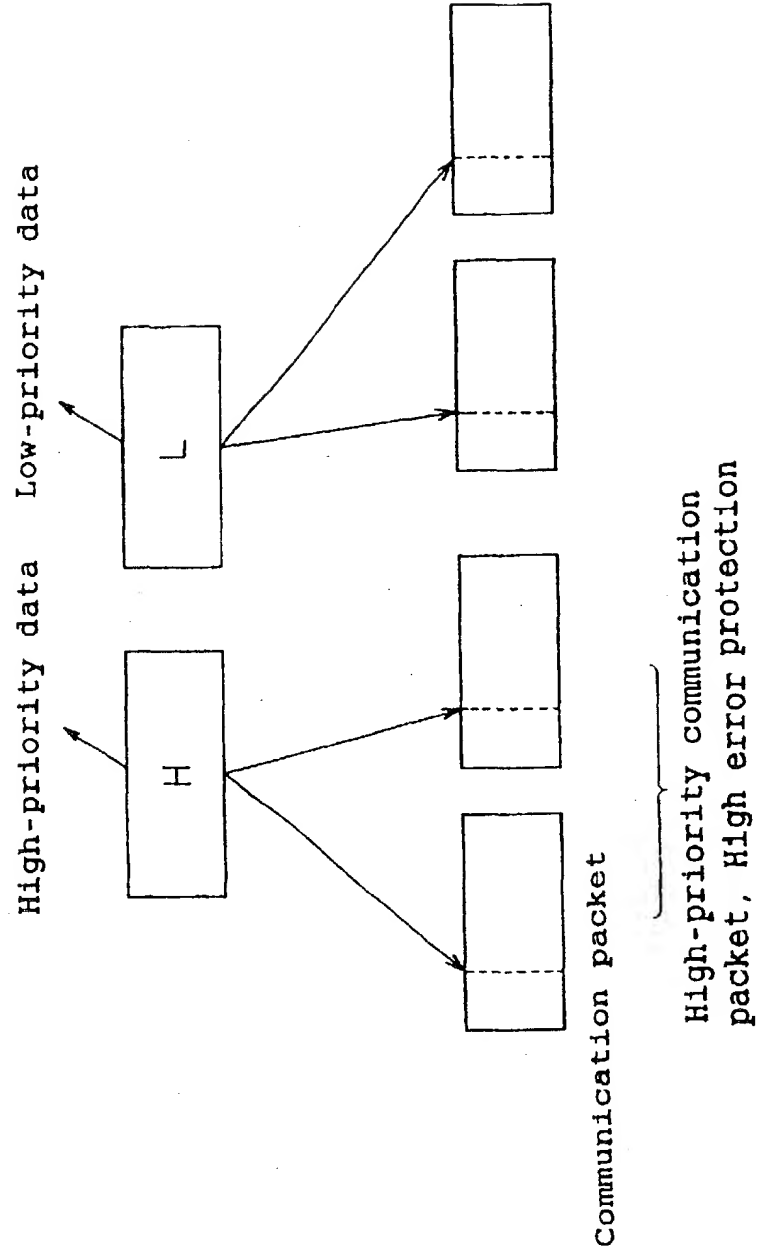 High-priority data
Low-priority data
H
L
Communication packet
High-priority communication
packet, High error protection